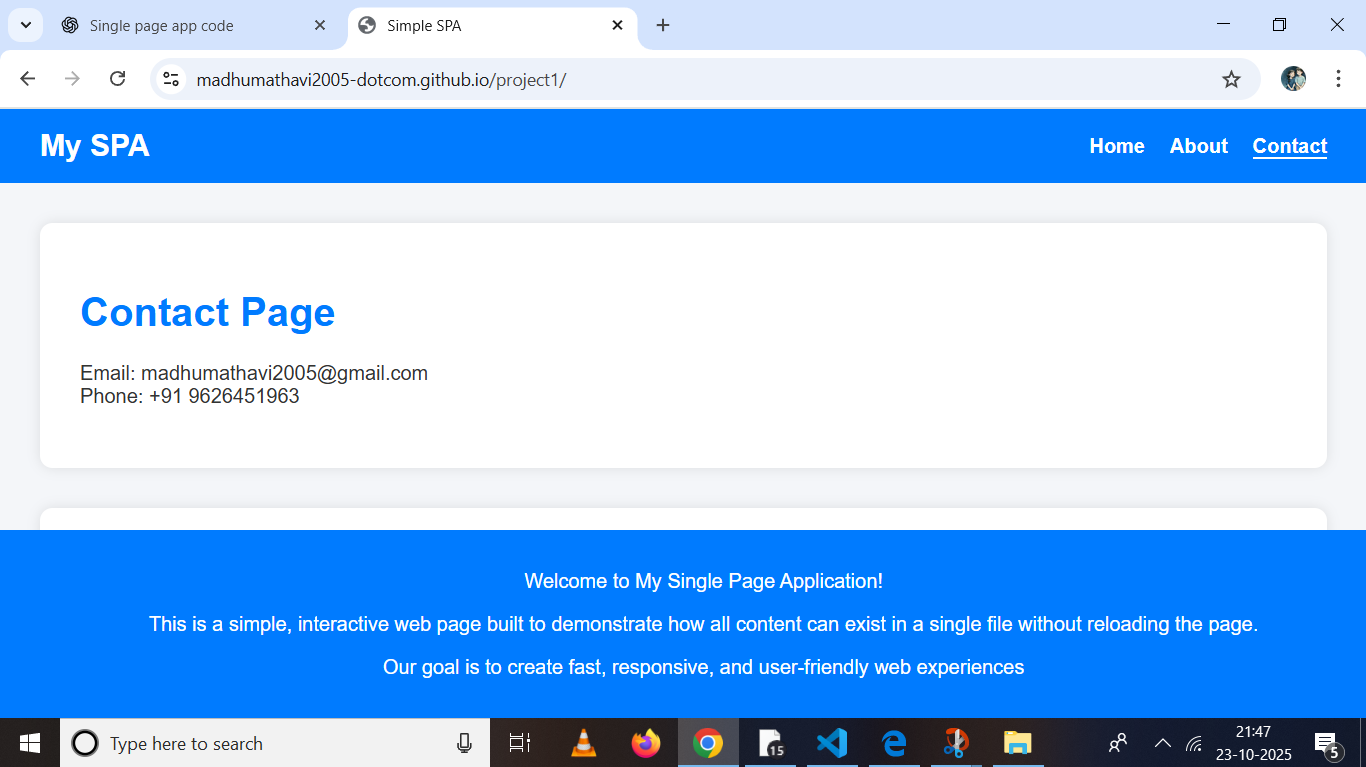 Single page app code
Simple SPA
madhumathavi2005-dotcom.github.io/project1/
My SPA
Home About Contact
Contact Page
Email: madhumathavi2005@gmail.com
Phone: +91 9626451963
Welcome to My Single Page Application!
This is a simple, interactive web page built to demonstrate how all content can exist in a single file without reloading the page.
Our goal is to create fast, responsive, and user-friendly web experiences
Type here to search
15
21:47
23-10-2025
5